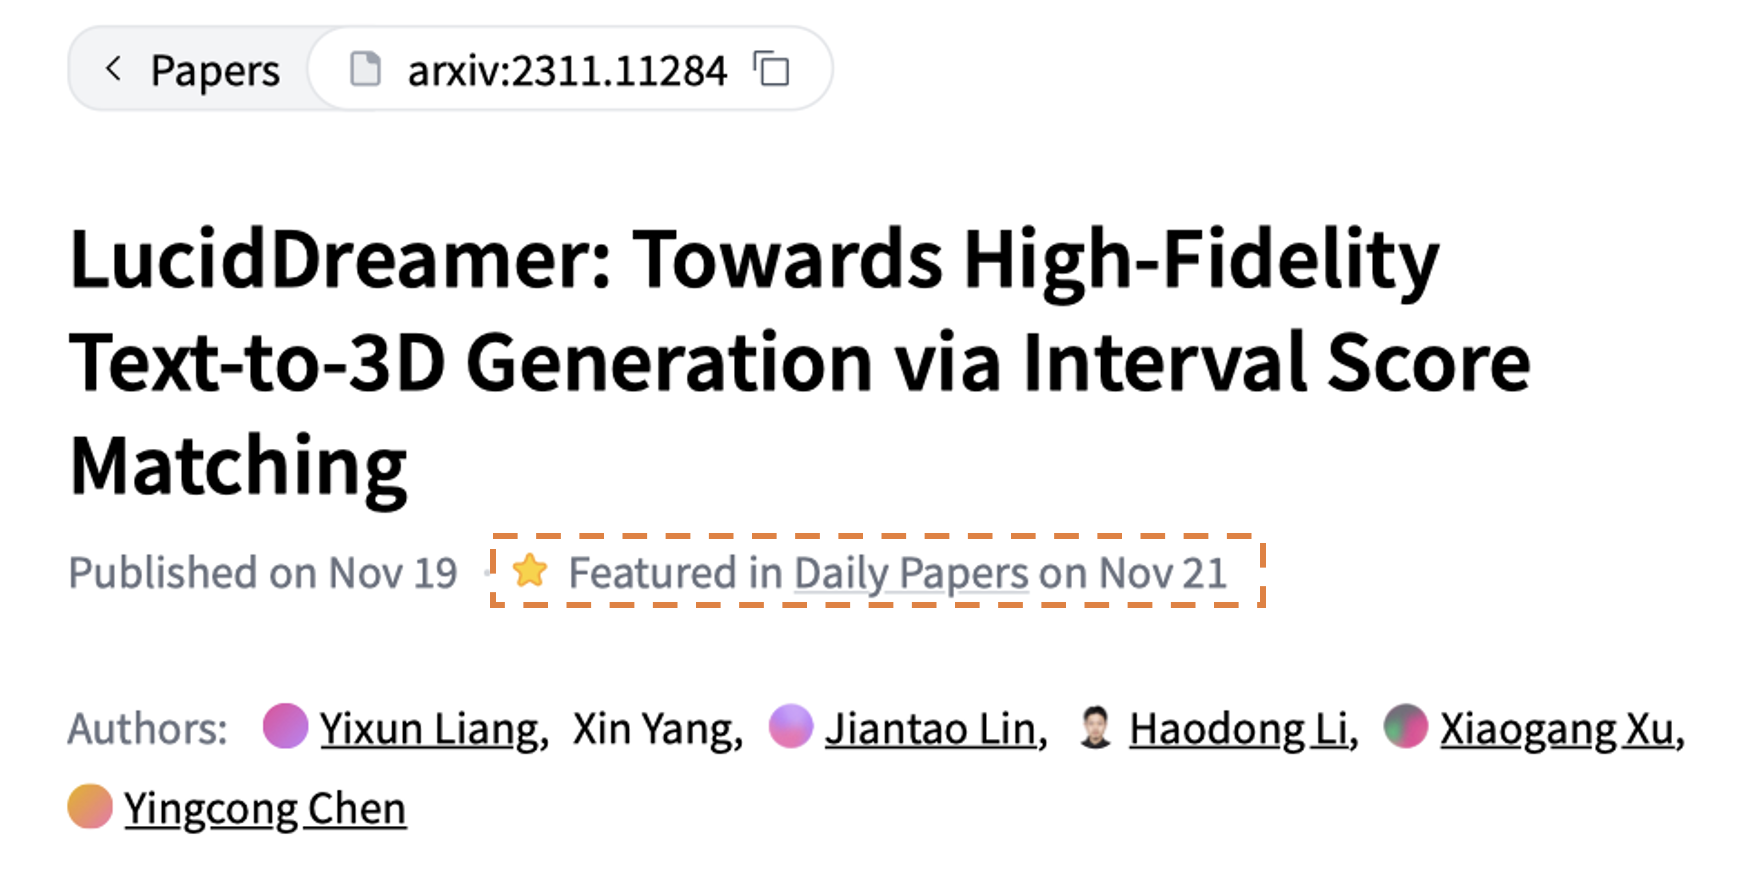 Papers arxiv:2311.11284
LucidDreamer: Towards High-Fidelity
Text-to-3D Generation via Interval Score
Matching
Published on Nov 19 · Featured in Daily Papers on Nov 21
Authors: Yixun Liang, Xin Yang, Jiantao Lin, Haodong Li, Xiaogang Xu,
Yingcong Chen